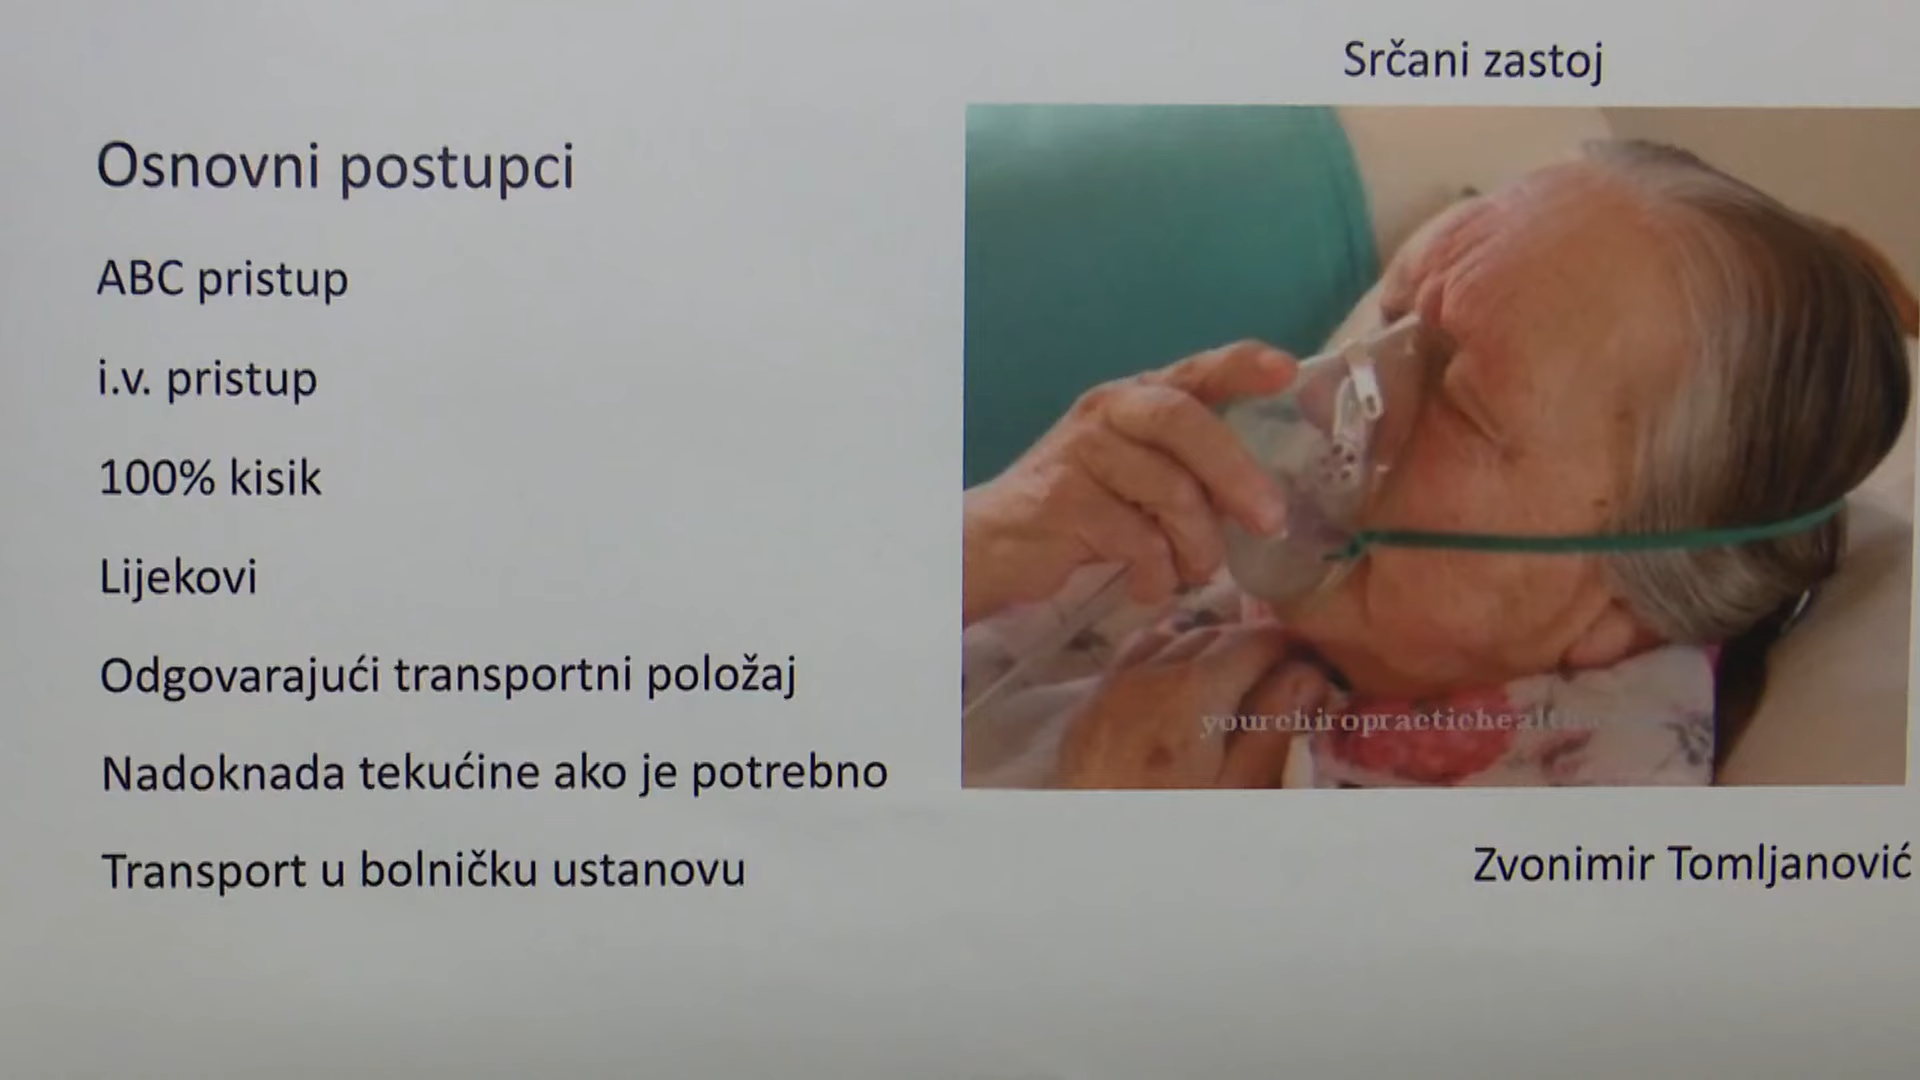 Srčani zastoj
Osnovni postupci
ABC pristup
i.v. pristup
100% kisik
Lijekovi
Odgovarajući transportni položaj
Nadoknada tekućine ako je potrebno
Transport u bolničku ustanovu
yourchiropractichealth
Zvonimir Tomljanović